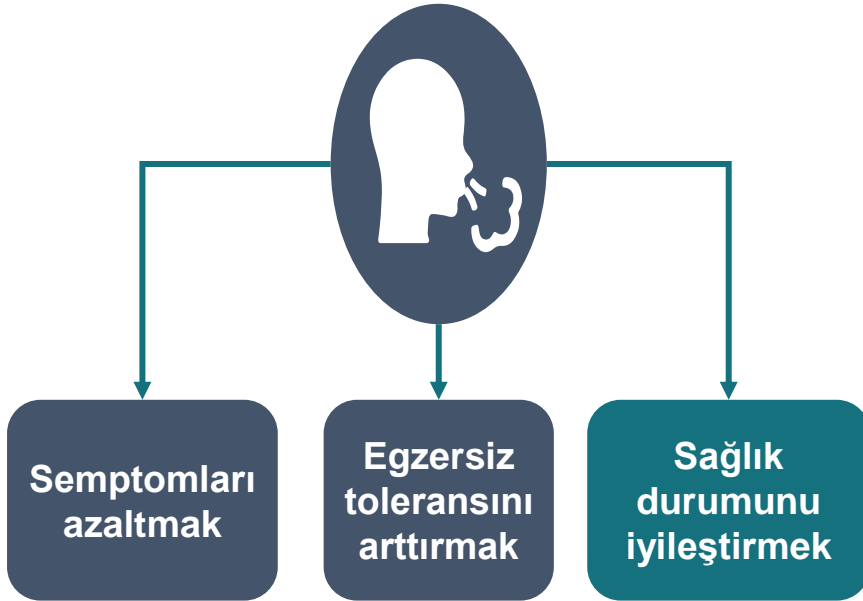 Semptomları
azaltmak
Egzersiz
toleransını
arttırmak
Sağlık
durumunu
iyileştirmek